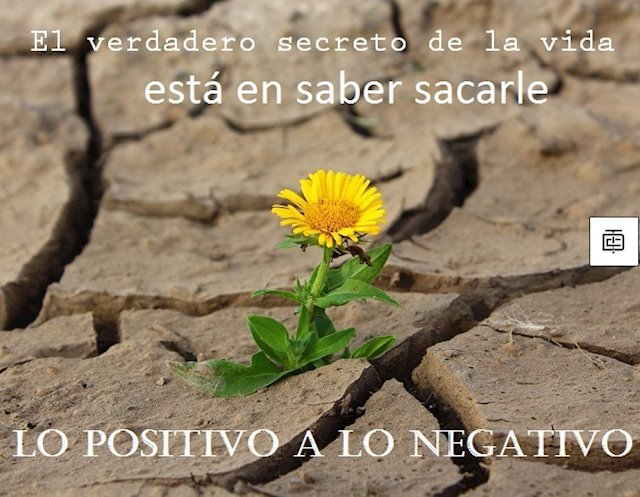 El verdadero secreto de la vida
está en saber sacarle
LO POSITIVO A LO NEGATIVO